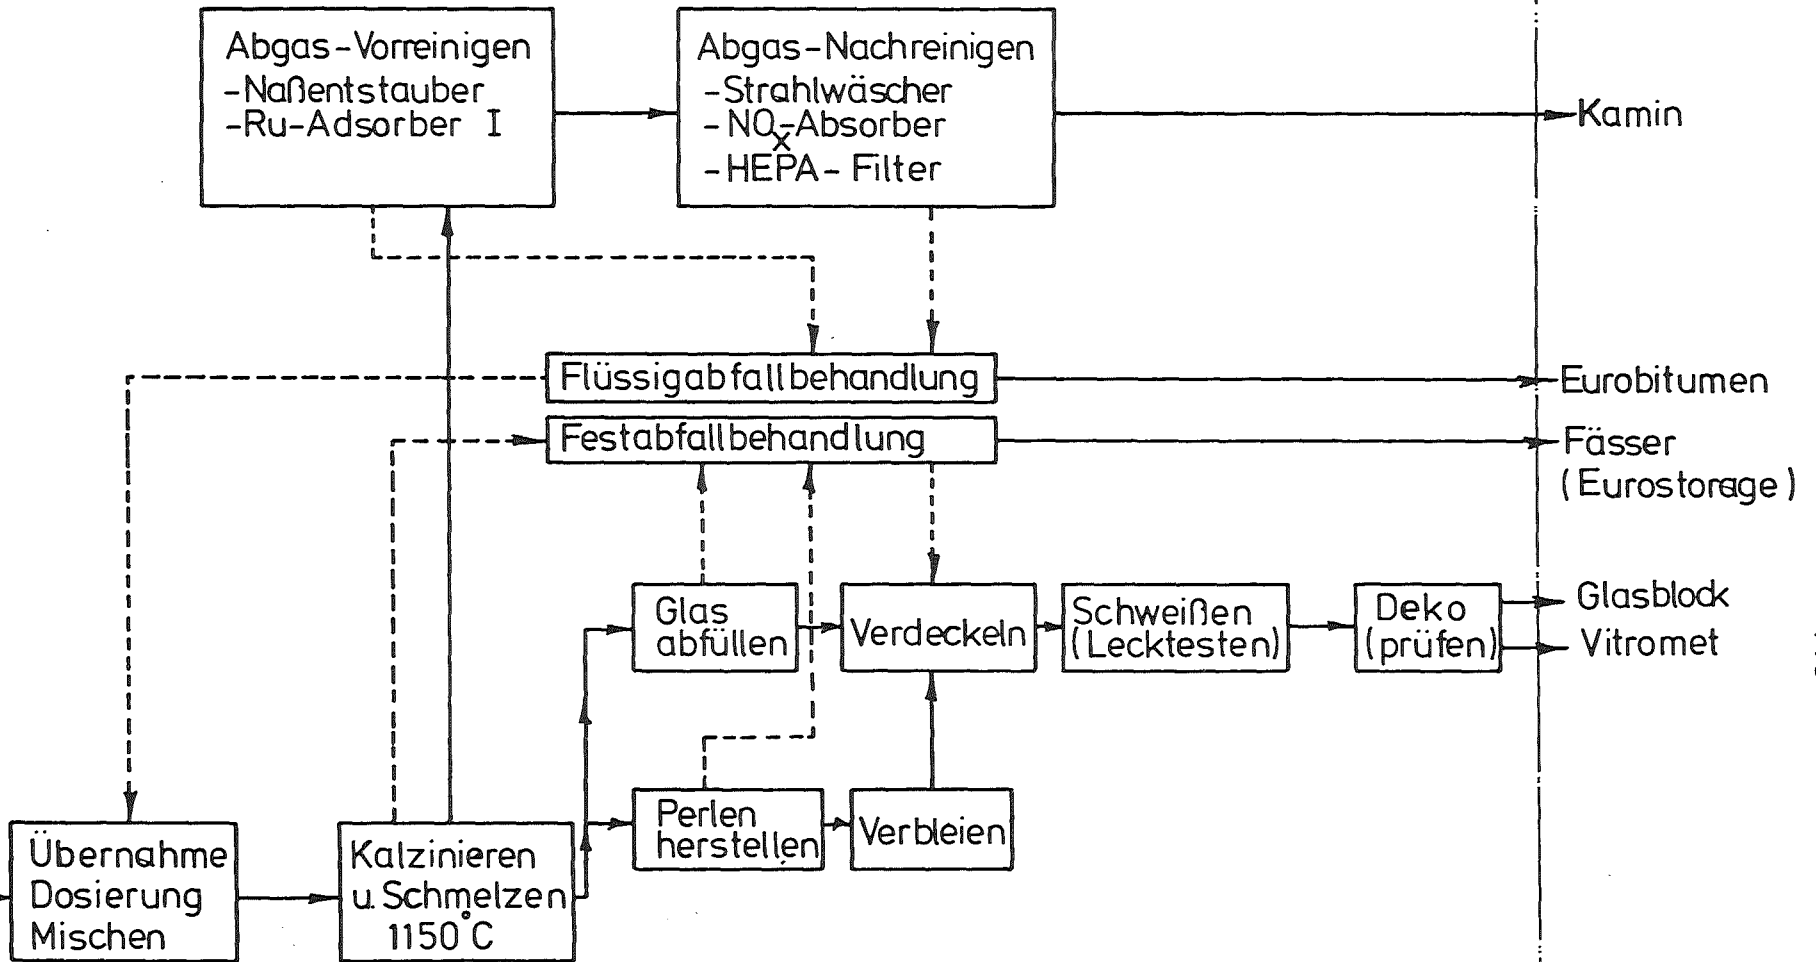 Abgas-Vorreinigen
-Naßentstauber
-Ru-Adsorber I
Abgas-Nachreinigen
-Strahlwäscher
-NOx-Absorber
-HEPA-Filter
Kamin
Flüssigabfallbehandlung
Eurobitumen
Festabfallbehandlung
Fässer
(Eurostorage)
Glas
abfüllen
Verdeckeln
Schweißen
(Lecktesten)
Deko
(prüfen)
Glasblock
Vitromet
Perlen
herstellen
Verbleien
Übernahme
Dosierung
Mischen
Kalzinieren
u. Schmelzen
1150°C